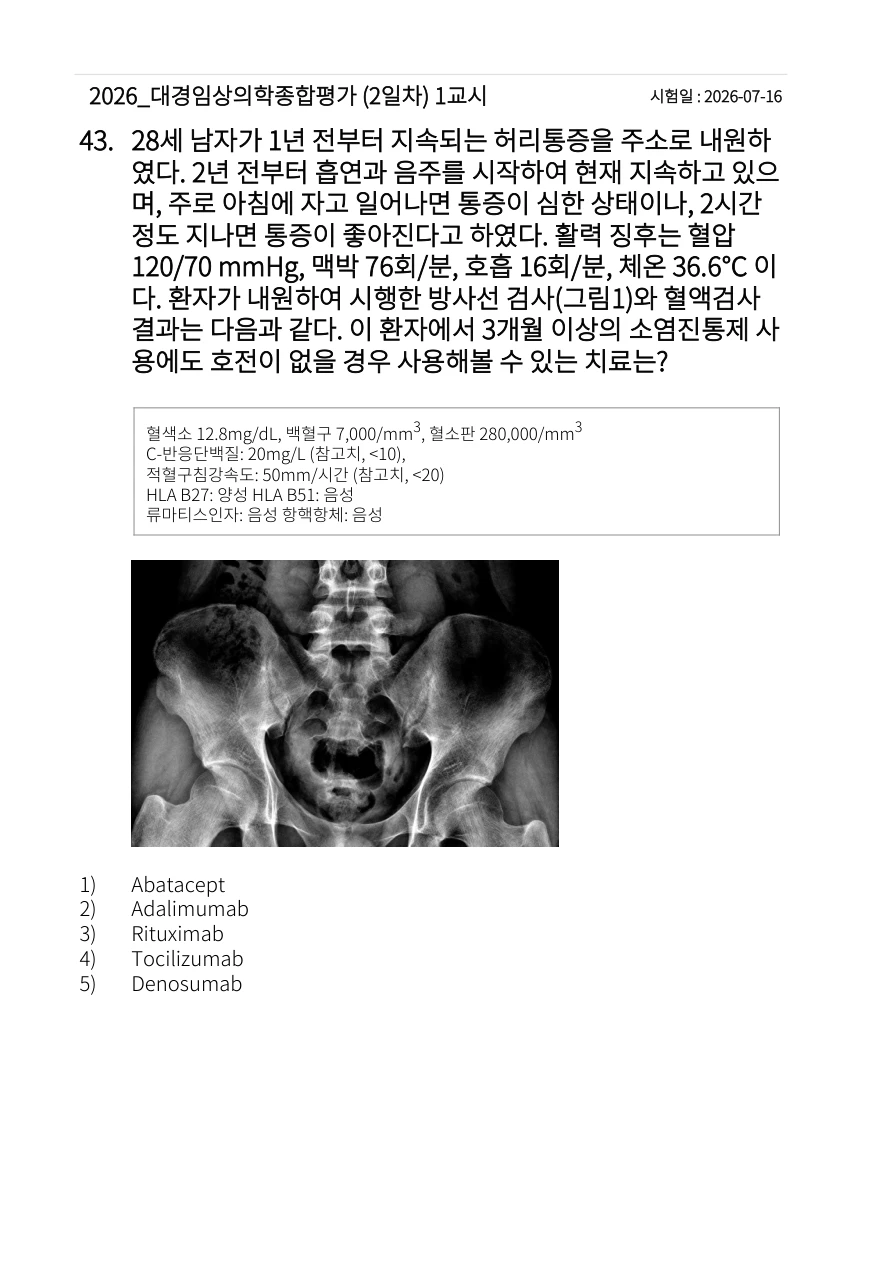 2026_대경임상의학종합평가 (2일차) 1교시
시험일 : 2026-07-16
43. 28세 남자가 1년 전부터 지속되는 허리통증을 주소로 내원하
였다. 2년 전부터 흡연과 음주를 시작하여 현재 지속하고 있으
며, 주로 아침에 자고 일어나면 통증이 심한 상태이나, 2시간
정도 지나면 통증이 좋아진다고 하였다. 활력 징후는 혈압
120/70 mmHg, 맥박 76회/분, 호흡 16회/분, 체온 36.6℃ 이
다. 환자가 내원하여 시행한 방사선 검사(그림1)와 혈액검사
결과는 다음과 같다. 이 환자에서 3개월 이상의 소염진통제 사
용에도 호전이 없을 경우 사용해볼 수 있는 치료는?
혈색소 12.8mg/dL, 백혈구 7,000/mm³, 혈소판 280,000/mm³
C-반응단백질: 20mg/L (참고치, <10),
적혈구침강속도: 50mm/시간 (참고치, <20)
HLA B27: 양성 HLA B51: 음성
류마티스인자: 음성 항핵항체: 음성
1) Abatacept
2) Adalimumab
3) Rituximab
4) Tocilizumab
5) Denosumab